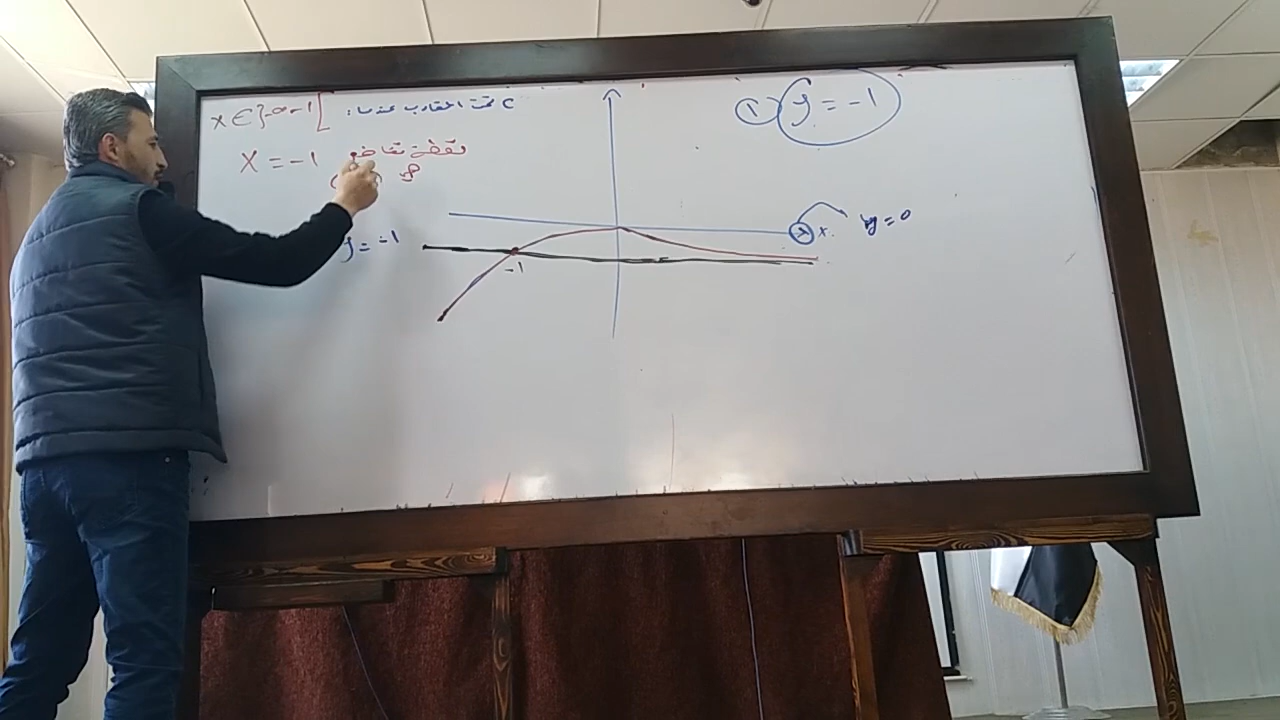 x ∈ ]-∞ -1[ : تحت المقارب عندما C
① y = -1
x = -1 نقطة تقاطع
y = -1
x
y = 0
-1